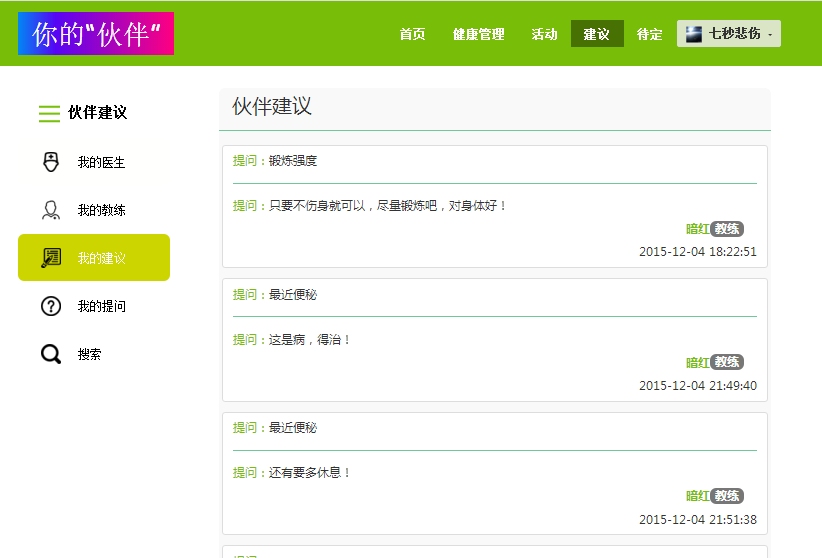 你的“伙伴”
首页 健康管理 活动 建议 待定 七秒悲伤
伙伴建议
我的医生
我的教练
我的建议
我的提问
搜索
伙伴建议
提问：锻炼强度
提问：只要不伤身就可以，尽量锻炼吧，对身体好！
暗红 教练
2015-12-04 18:22:51
提问：最近便秘
提问：这是病，得治！
暗红 教练
2015-12-04 21:49:40
提问：最近便秘
提问：还有要多休息！
暗红 教练
2015-12-04 21:51:38